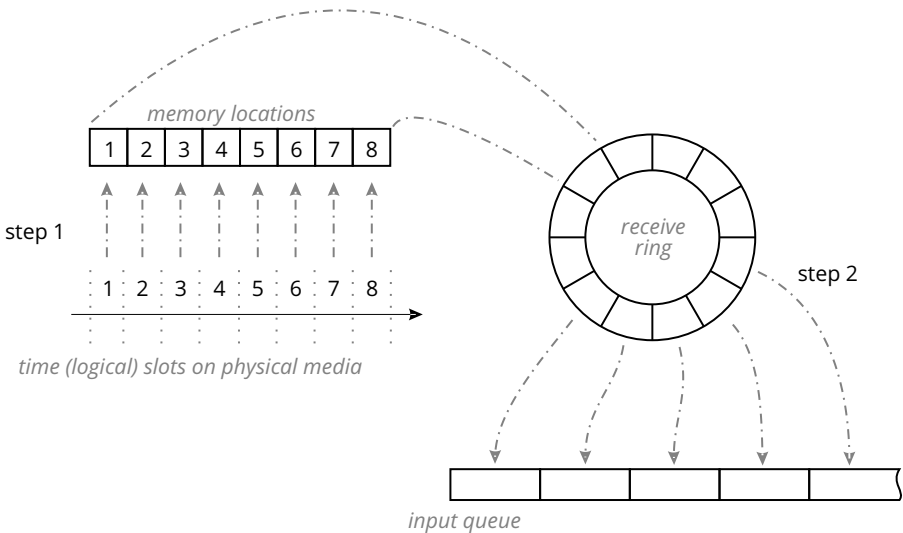 memory locations
1 2 3 4 5 6 7 8
step 1
1 2 3 4 5 6 7 8
time (logical) slots on physical media
receive
ring
step 2
input queue